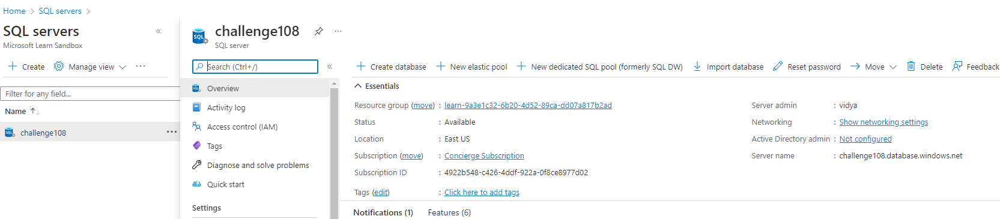 Home > SQL servers >
SQL servers «
Microsoft Learn Sandbox
+ Create Manage view ···
Filter for any field...
Name ↑↓
SQL challenge108 ···
SQL challenge108 ···
SQL server
Search (Ctrl+/) «
SQL Overview
Activity log
Access control (IAM)
Tags
Diagnose and solve problems
Quick start
Settings
+ Create database + New elastic pool + New dedicated SQL pool (formerly SQL DW) Import database Reset password Move Delete Feedback
Essentials
Resource group (move) : learn-9a3e1c32-6b20-4d52-89ca-dd07a817b2ad
Status : Available
Location : East US
Subscription (move) : Concierge Subscription
Subscription ID : 4922b548-c426-4ddf-922a-0f8ce8977d02
Tags (edit) : Click here to add tags
Server admin : vidya
Networking : Show networking settings
Active Directory admin : Not configured
Server name : challenge108.database.windows.net
Notifications (1) Features (6)